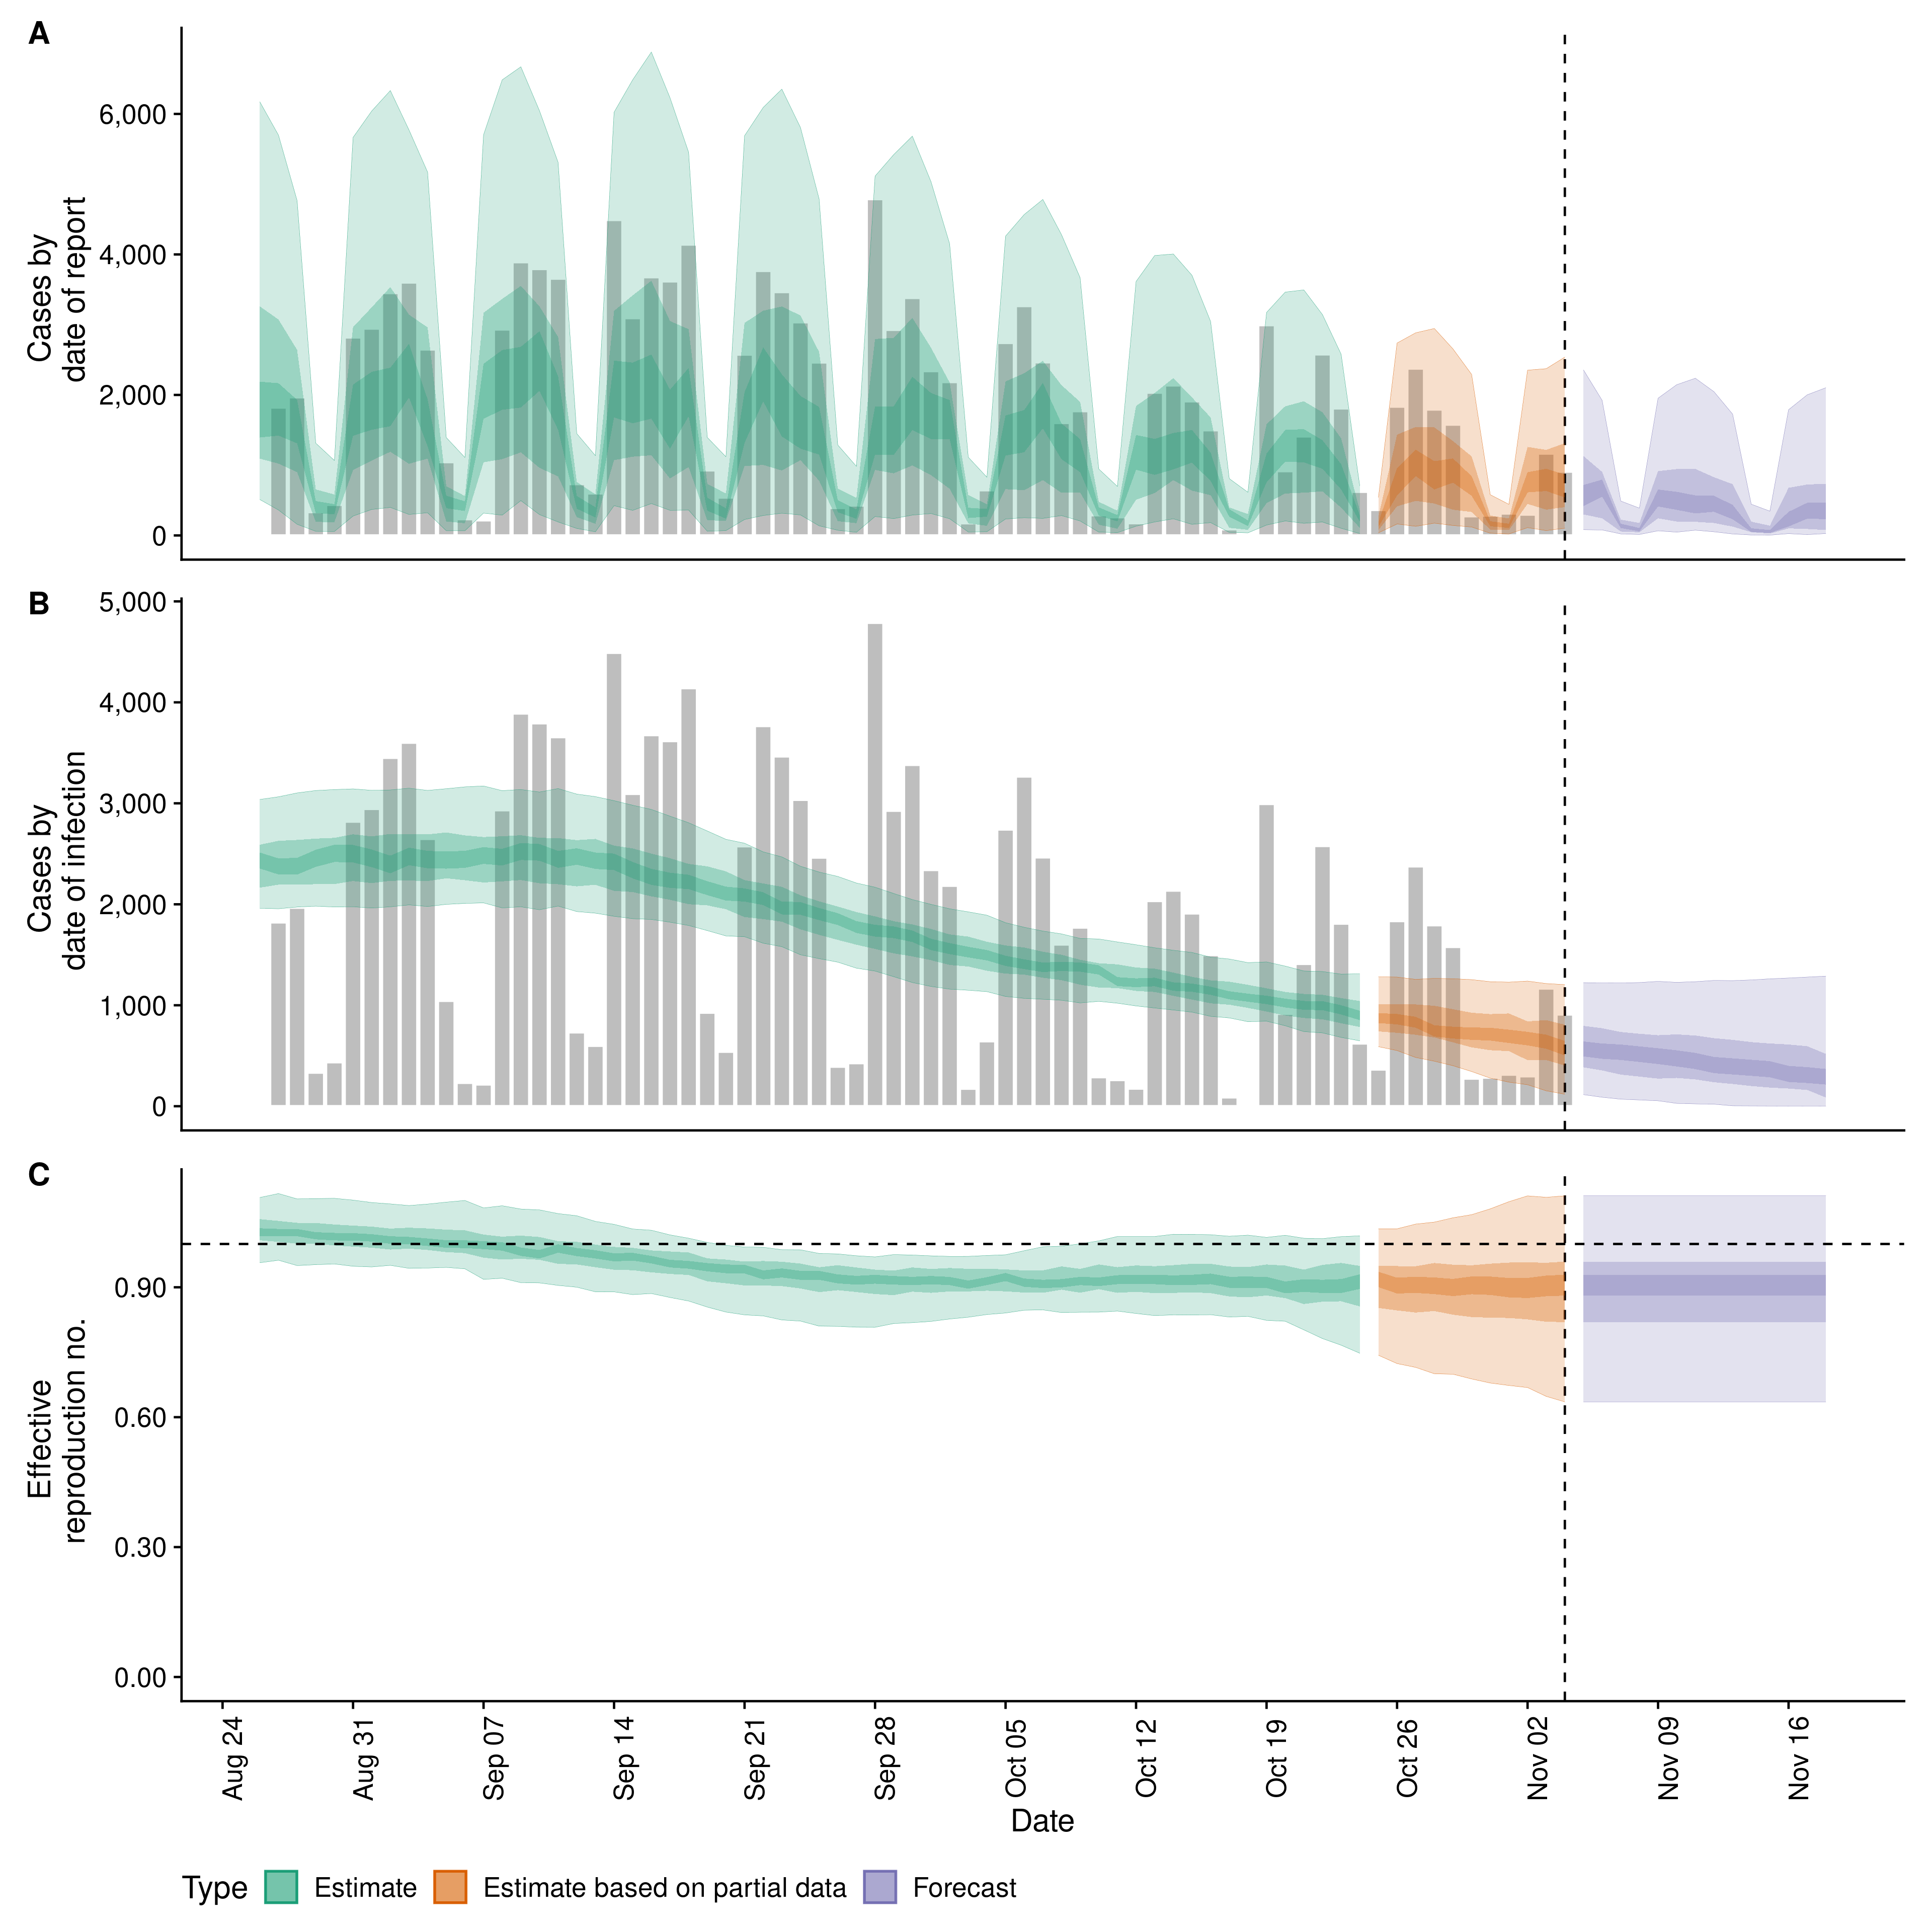 A
Cases by
date of report
6,000
4,000
2,000
0
B
Cases by
date of infection
5,000
4,000
3,000
2,000
1,000
0
C
Effective
reproduction no.
0.90
0.60
0.30
0.00
Aug 24
Aug 31
Sep 07
Sep 14
Sep 21
Sep 28
Oct 05
Oct 12
Oct 19
Oct 26
Nov 02
Nov 09
Nov 16
Date
Type Estimate Estimate based on partial data Forecast